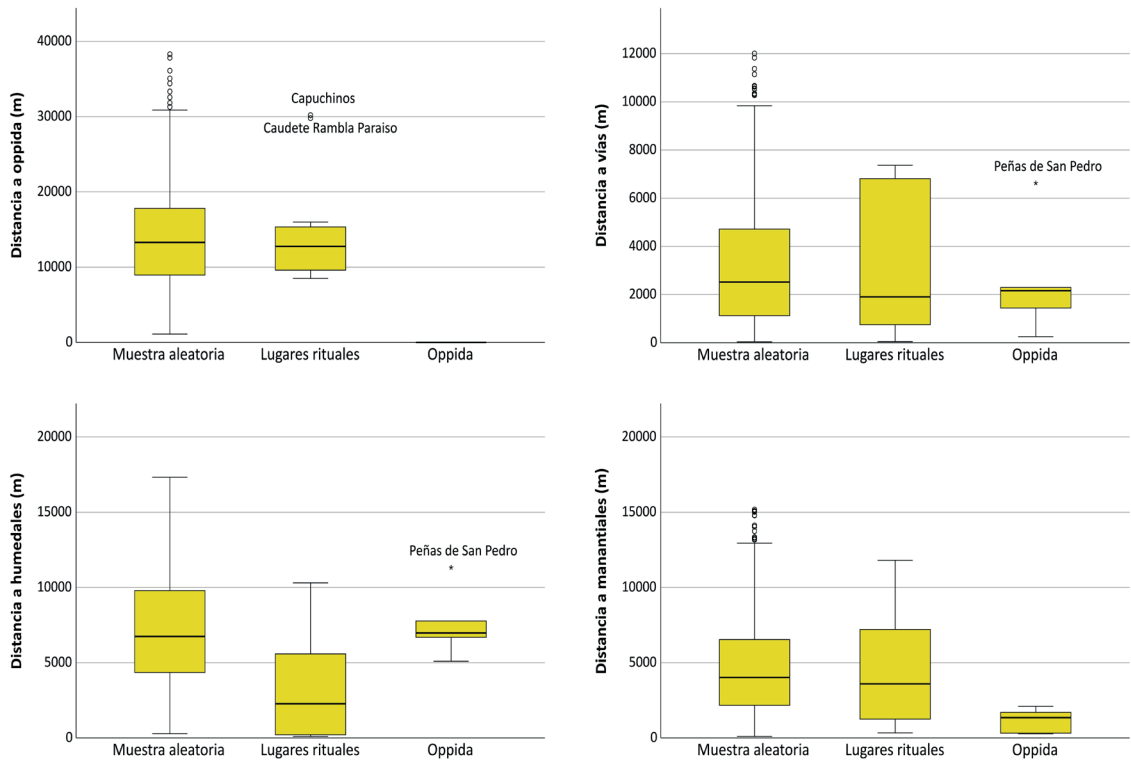 Distancia a oppida (m)
40000
30000
20000
10000
0
Capuchinos
Caudete Rambla Paraiso
Muestra aleatoria Lugares rituales Oppida
Distancia a vías (m)
12000
10000
8000
6000
4000
2000
0
Peñas de San Pedro
*
Muestra aleatoria Lugares rituales Oppida
Distancia a humedales (m)
20000
15000
10000
5000
0
Peñas de San Pedro
*
Muestra aleatoria Lugares rituales Oppida
Distancia a manantiales (m)
20000
15000
10000
5000
0
Muestra aleatoria Lugares rituales Oppida